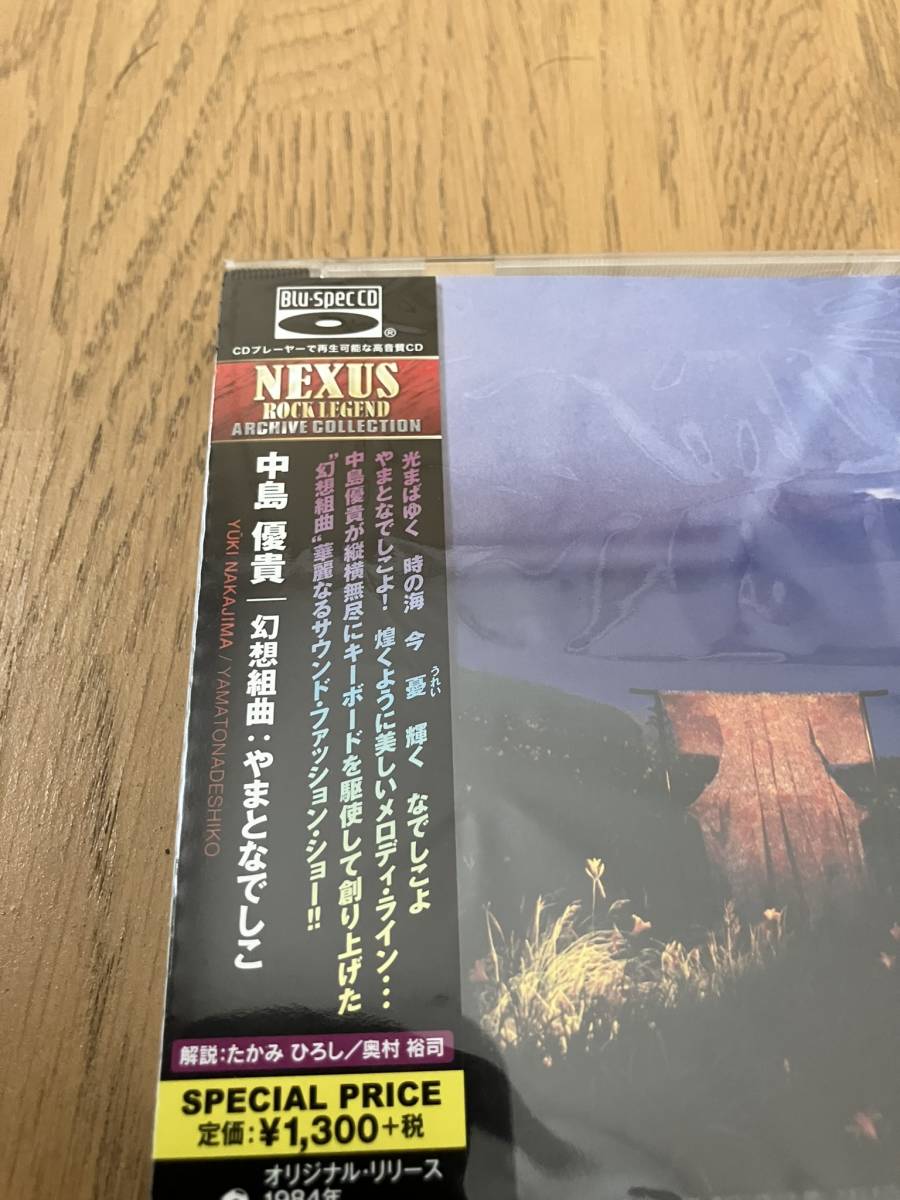 Blu-specCD
®
CDプレーヤーで再生可能な高音質CD
NEXUS
ROCK LEGEND
ARCHIVE COLLECTION
光まばゆく 時の海 今 憂 輝く なでしこよ
うれい
やまとなでしこよ! 煌くように美しいメロディ・ライン・・・
中島優貴が縦横無尽にキーボードを駆使して創り上げた
"幻想組曲"華麗なるサウンド・ファッション・ショー!!
中島 優貴|幻想組曲:やまとなでしこ
YŪKI NAKAJIMA / YAMATONADESHIKO
解説:たかみ ひろし/奥村 裕司
SPECIAL PRICE
定価:¥1,300+税
オリジナル・リリース
1984年